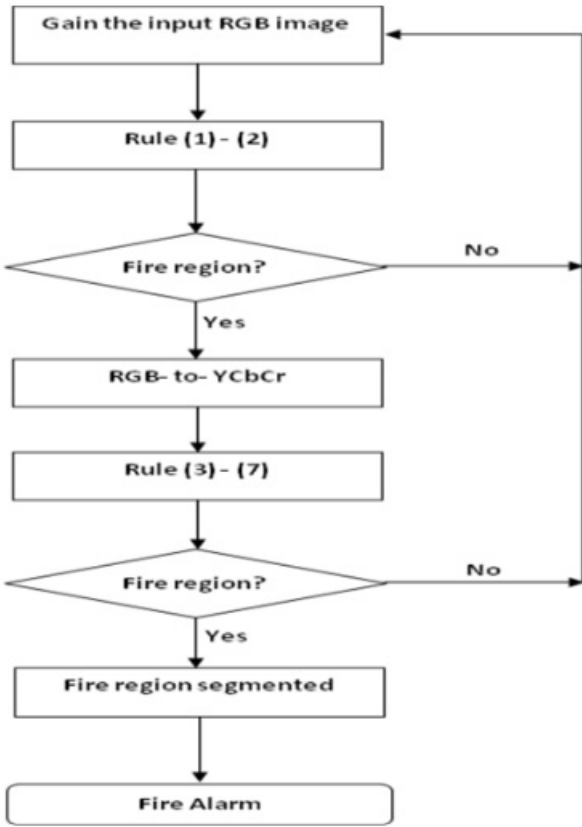 Gain the input RGB image
Rule (1) - (2)
Fire region?
No
Yes
RGB- to- YCbCr
Rule (3) - (7)
Fire region?
No
Yes
Fire region segmented
Fire Alarm